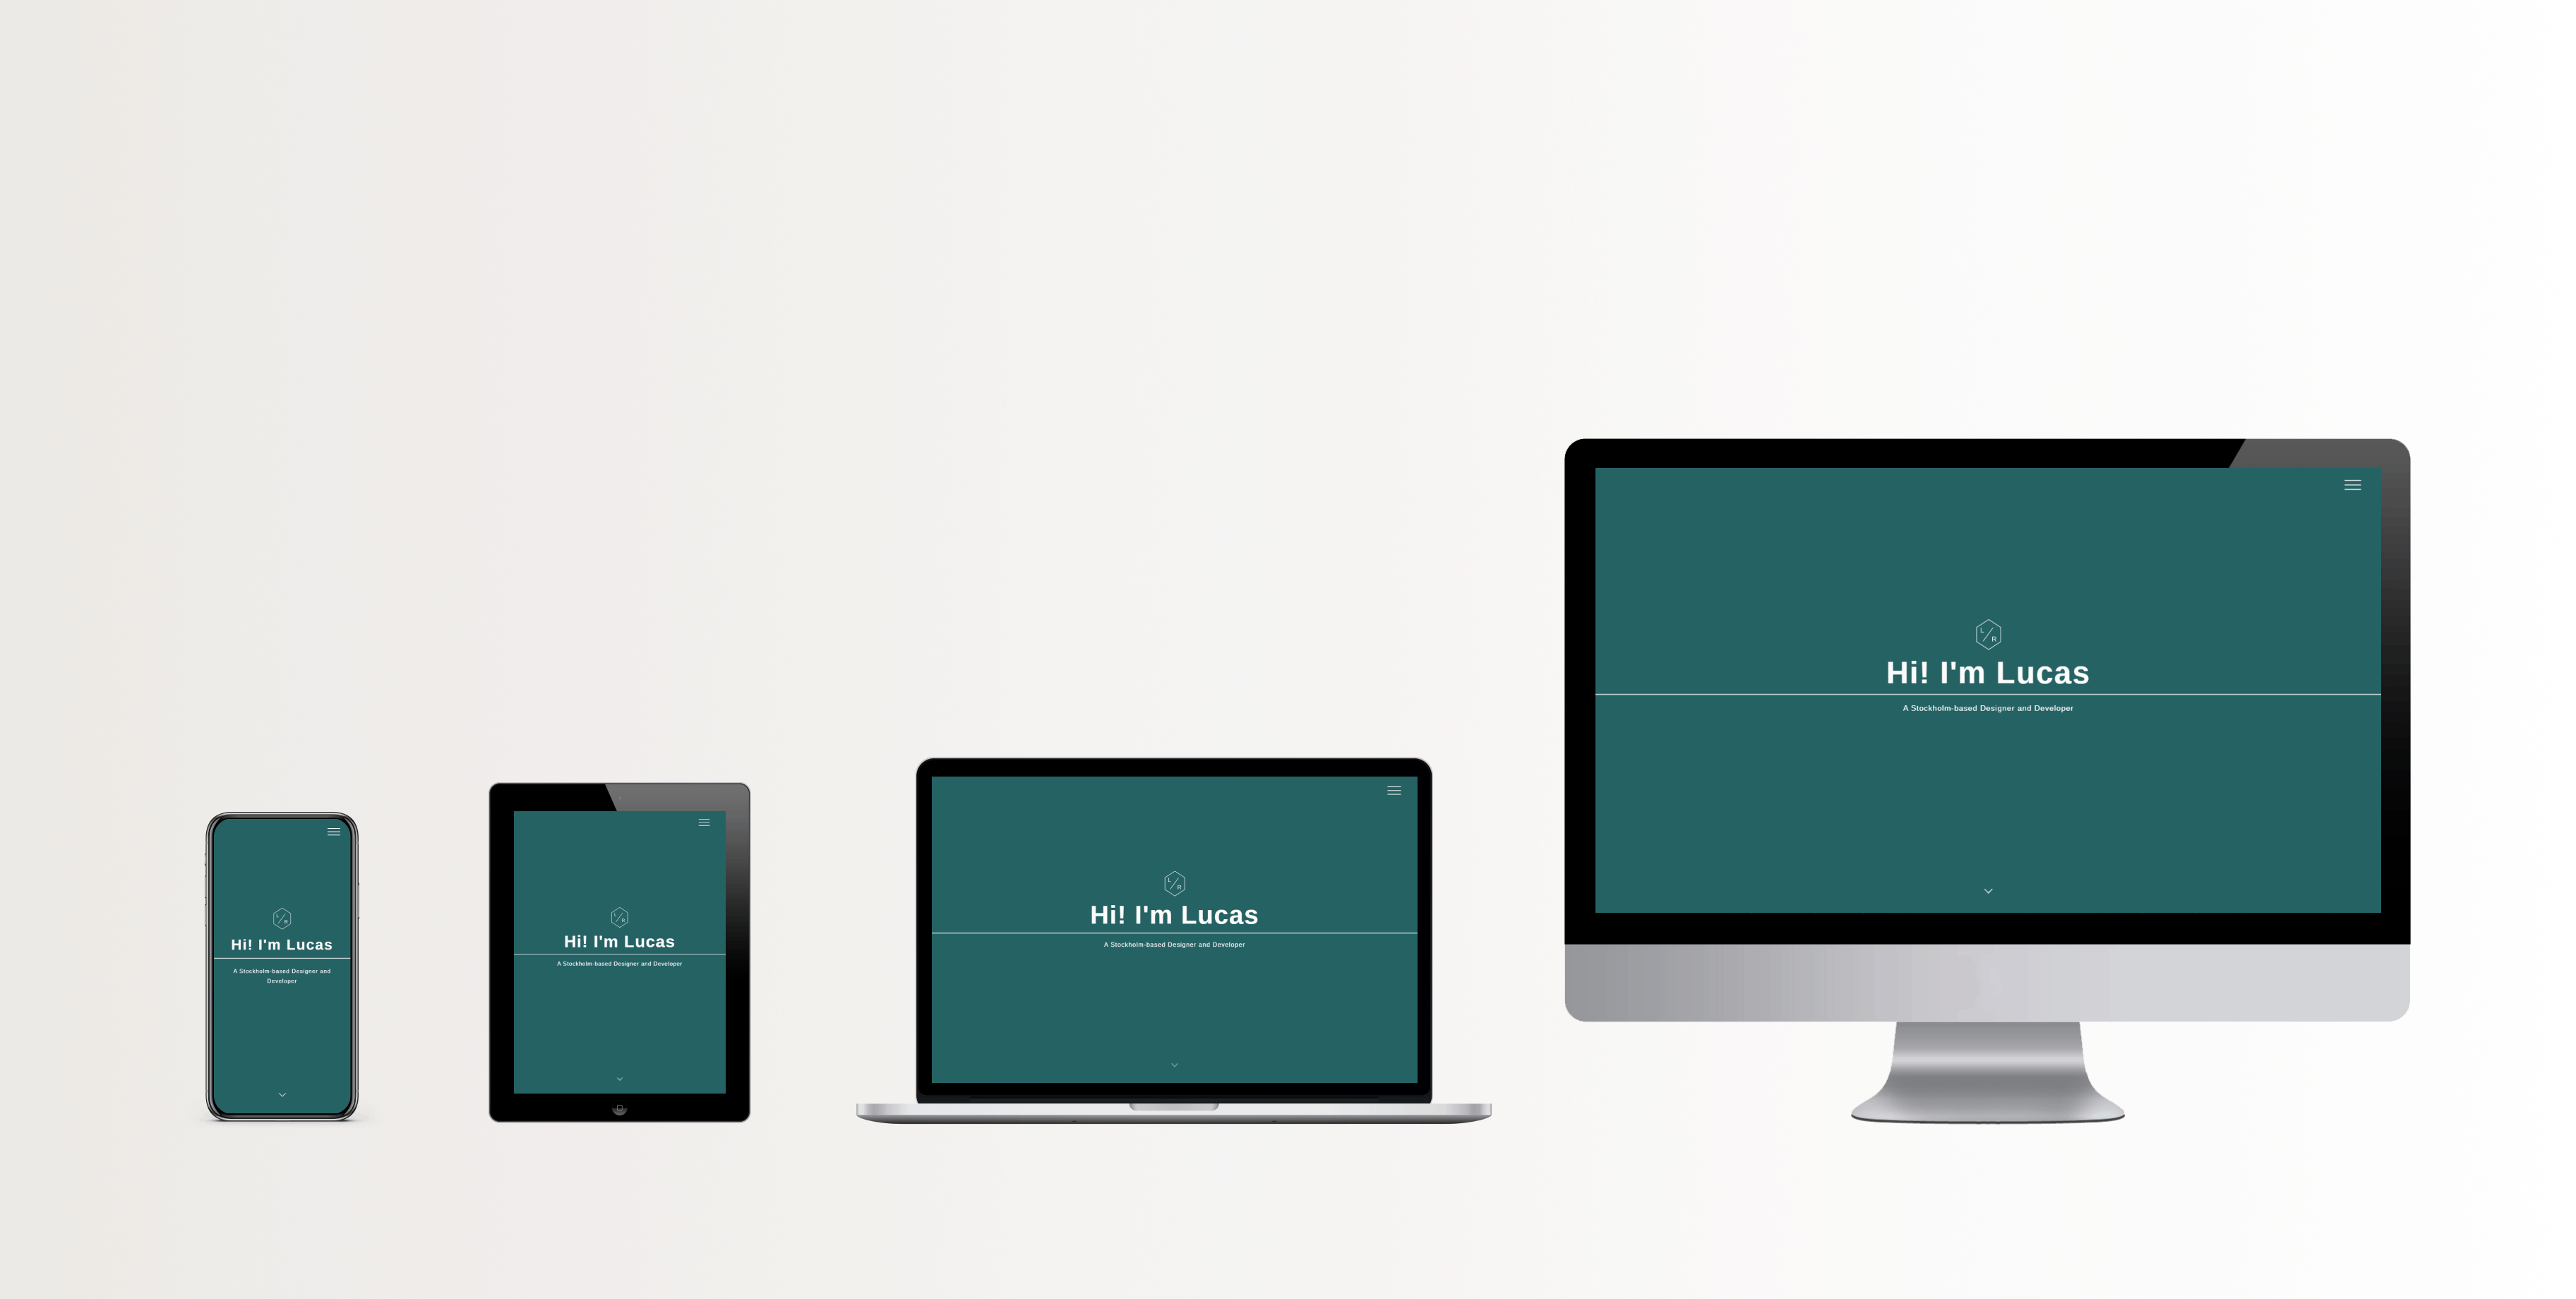 L
R
Hi! I'm Lucas
A Stockholm-based Designer and
Developer
L
R
Hi! I'm Lucas
A Stockholm-based Designer and Developer
L
R
Hi! I'm Lucas
A Stockholm-based Designer and Developer
L
R
Hi! I'm Lucas
A Stockholm-based Designer and Developer